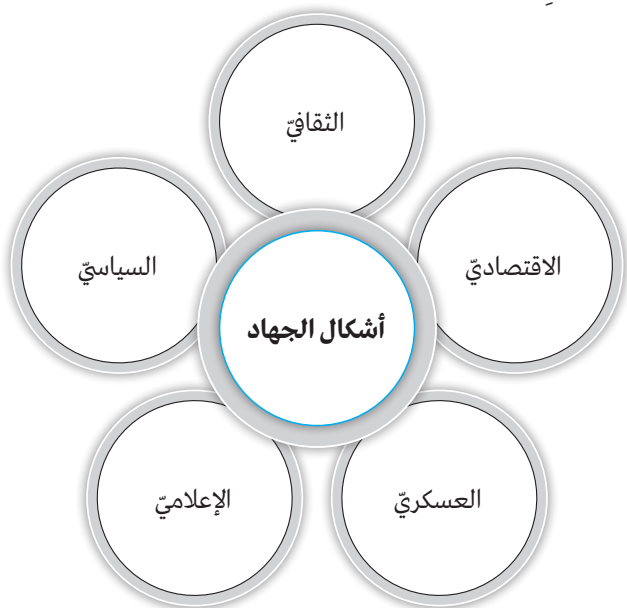 الثقافيّ
الاقتصاديّ
السياسيّ
أشكال الجهاد
العسكريّ
الإعلاميّ